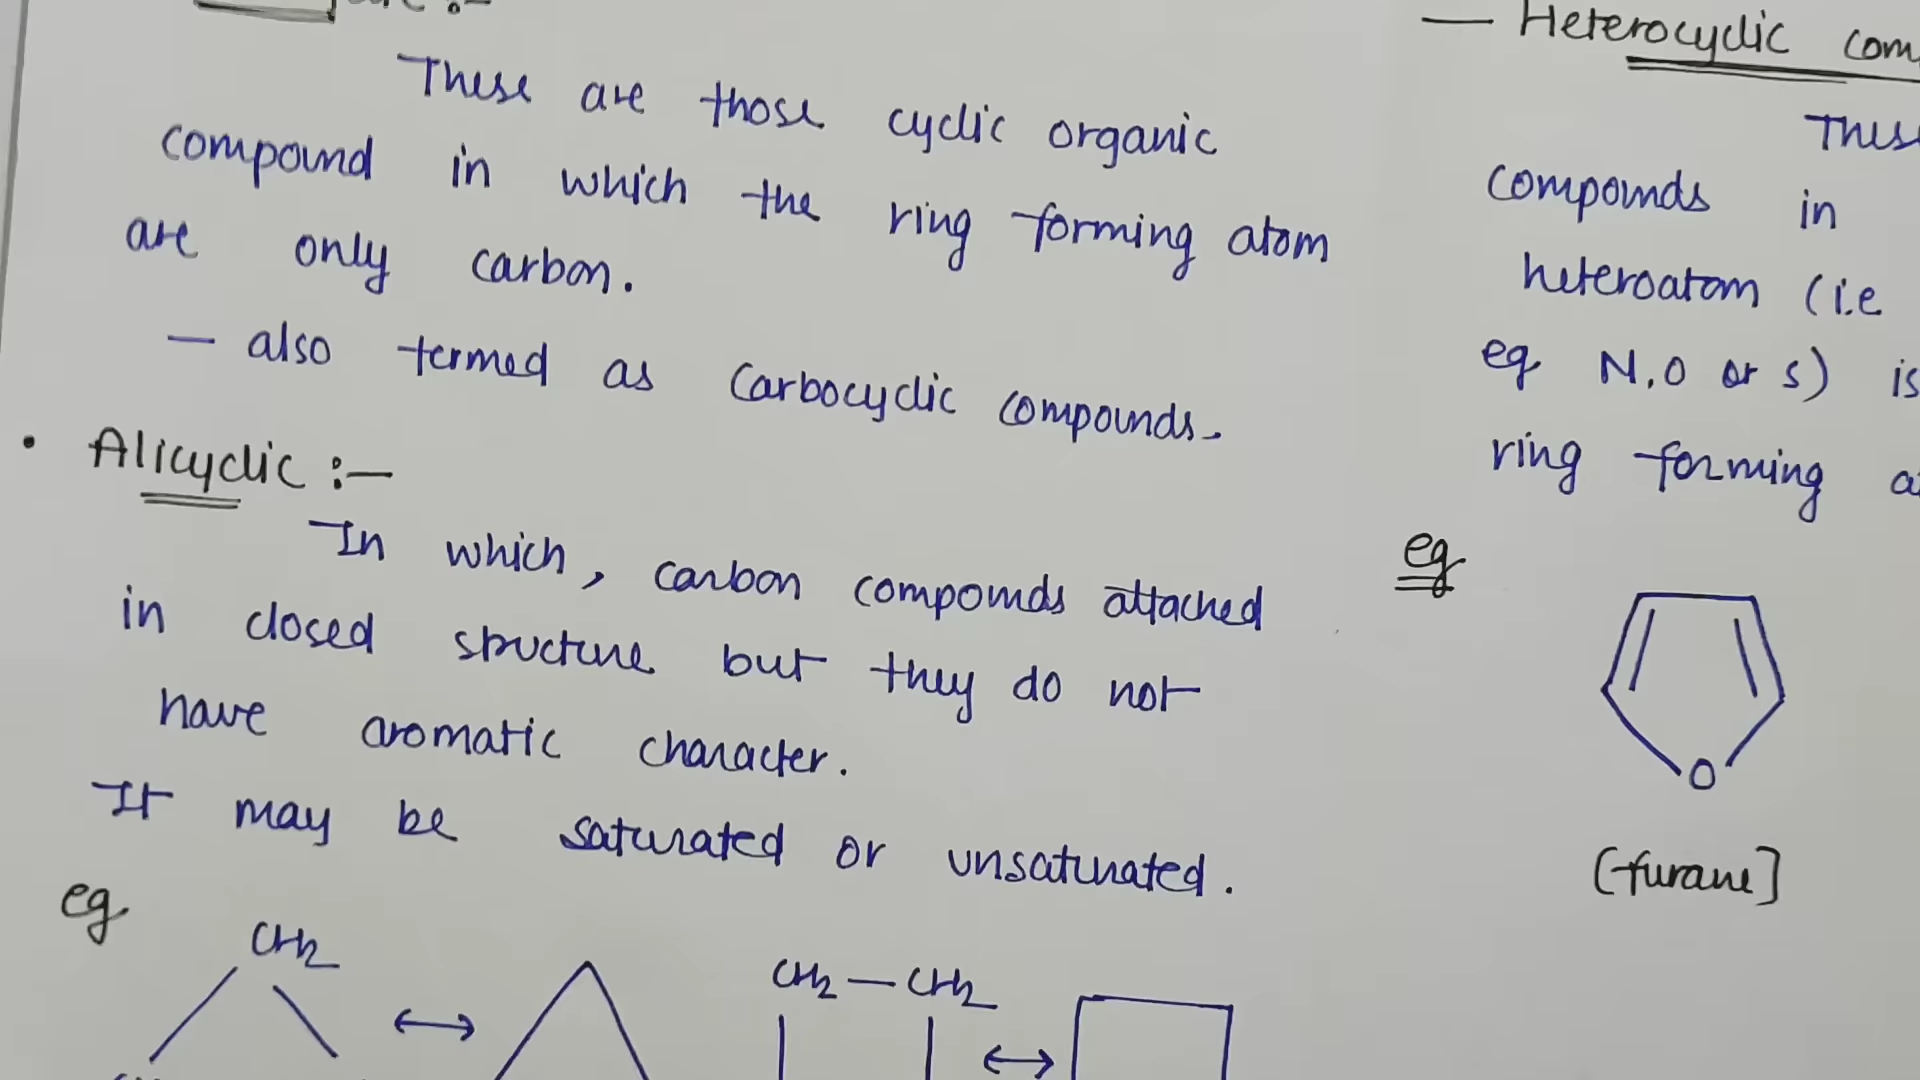 These are those cyclic organic
compound in which the ring forming atom
are only carbon.
— also termed as Carbocyclic compounds.
• Alicyclic :—
In which, carbon compounds attached
in closed structure but they do not
have aromatic character.
It may be saturated or unsaturated.
eg
CH2
CH2 — CH2
— Heterocyclic com
These
compounds in
heteroatom (i.e
eg N, O or S) is
ring forming a
eg
O
[furane]